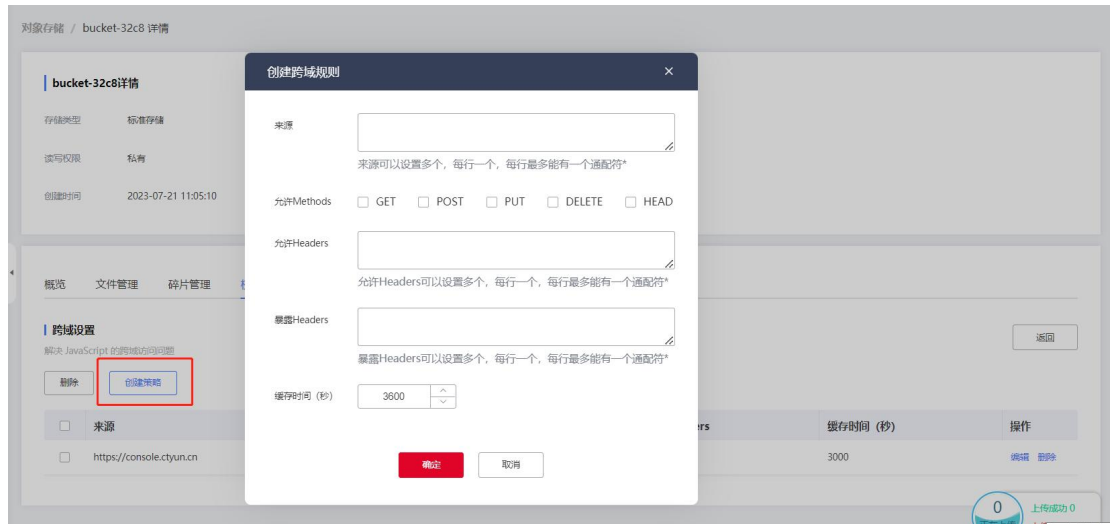 对象存储 / bucket-32c8 详情
bucket-32c8详情
存储类型 标准存储
读写权限 私有
创建时间 2023-07-21 11:05:10
创建跨域规则 ×
来源
来源可以设置多个，每行一个，每行最多能有一个通配符*
允许Methods GET POST PUT DELETE HEAD
允许Headers
允许Headers可以设置多个，每行一个，每行最多能有一个通配符*
暴露Headers
暴露Headers可以设置多个，每行一个，每行最多能有一个通配符*
缓存时间（秒） 3600
确定 取消
概览 文件管理 碎片管理
跨域设置
解决 JavaScript 的跨域访问问题
返回
删除 创建策略
来源 缓存时间（秒） 操作
https://console.ctyun.cn 3000 编辑 删除
0 上传成功 0